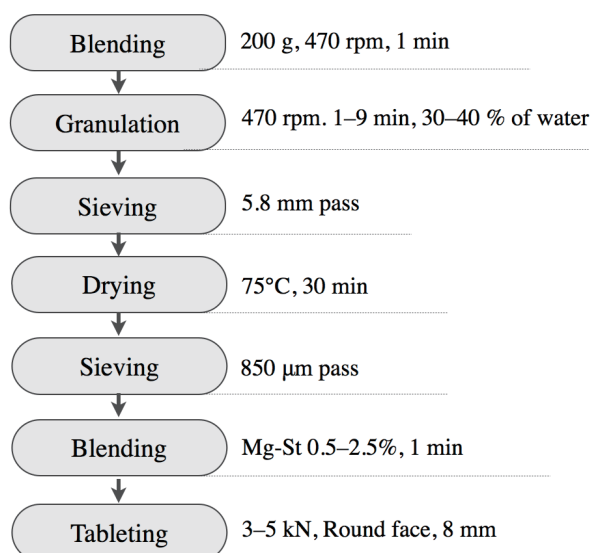 Blending 200 g, 470 rpm, 1 min
Granulation 470 rpm. 1–9 min, 30–40 % of water
Sieving 5.8 mm pass
Drying 75°C, 30 min
Sieving 850 μm pass
Blending Mg-St 0.5–2.5%, 1 min
Tableting 3–5 kN, Round face, 8 mm